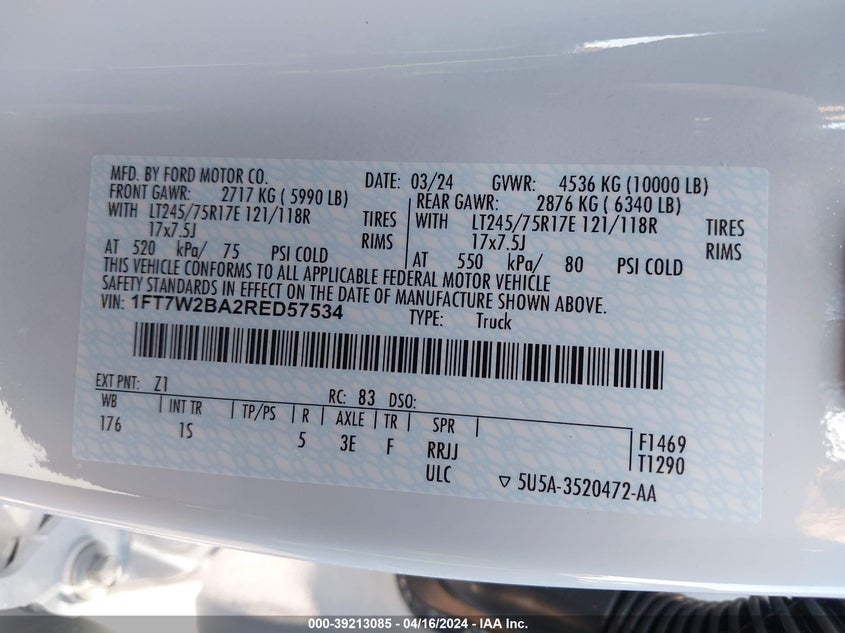 MFD. BY FORD MOTOR CO. DATE: 03/24 GVWR: 4536 KG (10000 LB)
FRONT GAWR: 2717 KG ( 5990 LB) REAR GAWR: 2876 KG ( 6340 LB)
WITH LT245/75R17E 121/118R TIRES WITH LT245/75R17E 121/118R TIRES
17x7.5J RIMS 17x7.5J RIMS
AT 520 kPa/ 75 PSI COLD AT 550 kPa/ 80 PSI COLD
THIS VEHICLE CONFORMS TO ALL APPLICABLE FEDERAL MOTOR VEHICLE
SAFETY STANDARDS IN EFFECT ON THE DATE OF MANUFACTURE SHOWN ABOVE.
VIN: 1FT7W2BA2RED57534 TYPE: Truck
EXT PNT: Z1 RC: 83 DSO:
WB INT TR TP/PS R AXLE TR SPR
176 1S 5 3E F RRJJ F1469
ULC T1290
5U5A-3520472-AA
000-39213085 - 04/16/2024 - IAA Inc.